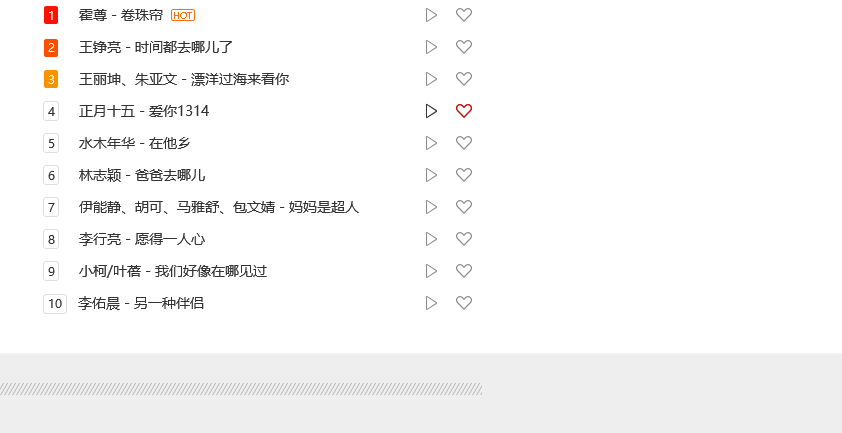 1 霍尊 - 卷珠帘 HOT
2 王铮亮 - 时间都去哪儿了
3 王丽坤、朱亚文 - 漂洋过海来看你
4 正月十五 - 爱你1314
5 水木年华 - 在他乡
6 林志颖 - 爸爸去哪儿
7 伊能静、胡可、马雅舒、包文婧 - 妈妈是超人
8 李行亮 - 愿得一人心
9 小柯/叶蓓 - 我们好像在哪见过
10 李佑晨 - 另一种伴侣